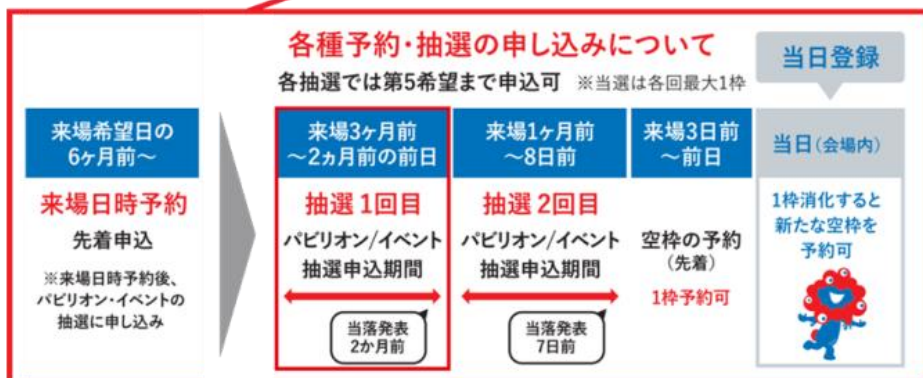 各種予約・抽選の申し込みについて
各抽選では第5希望まで申込可 ※当選は各回最大1枠
当日登録
来場希望日の
6ヶ月前～
来場日時予約
先着申込
※来場日時予約後、
パビリオン・イベントの
抽選に申し込み
来場3ヶ月前
～2ヵ月前の前日
抽選1回目
パビリオン/イベント
抽選申込期間
当落発表
2か月前
来場1ヶ月前
～8日前
抽選2回目
パビリオン/イベント
抽選申込期間
当落発表
7日前
来場3日前
～前日
空枠の予約
(先着)
1枠予約可
当日(会場内)
1枠消化すると
新たな空枠を
予約可